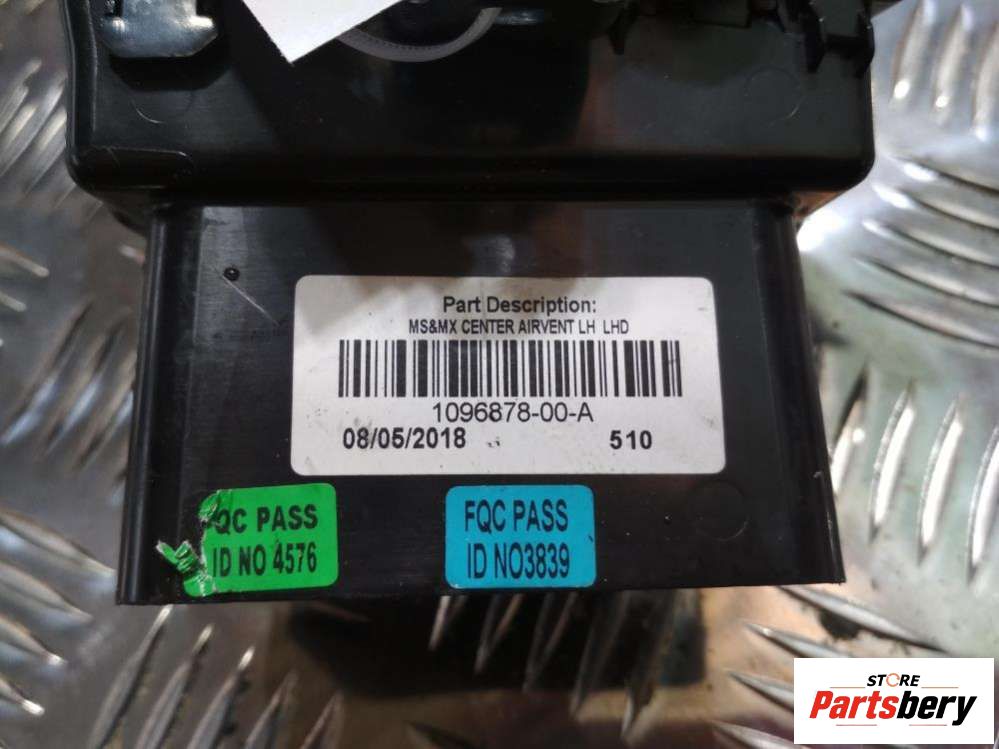 Part Description:
MS&MX CENTER AIRVENT LH LHD
1096878-00-A
08/05/2018 510
QC PASS
ID NO 4576
FQC PASS
ID NO3839
STORE
Partsbery